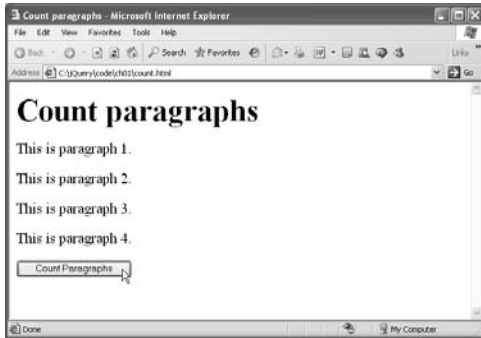 Count paragraphs - Microsoft Internet Explorer
File Edit View Favorites Tools Help
Back Search Favorites Links »
Address C:\jQuery\code\ch01\count.html Go
Count paragraphs
This is paragraph 1.
This is paragraph 2.
This is paragraph 3.
This is paragraph 4.
Count Paragraphs
Done My Computer